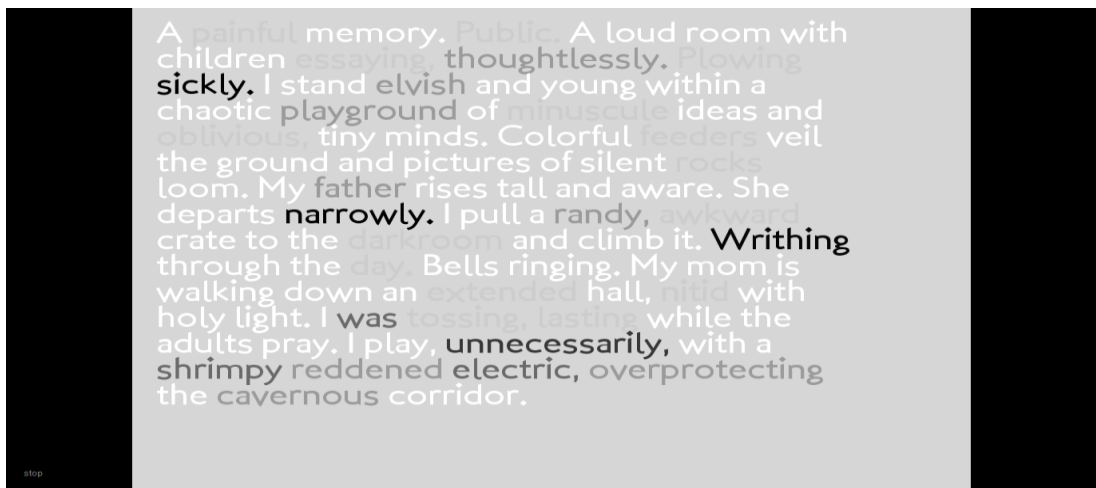 A painful memory. Public. A loud room with
children essaying, thoughtlessly. Plowing
sickly. I stand elvish and young within a
chaotic playground of minuscule ideas and
oblivious, tiny minds. Colorful feeders veil
the ground and pictures of silent rocks
loom. My father rises tall and aware. She
departs narrowly. I pull a randy, awkward
crate to the darkroom and climb it. Writhing
through the day. Bells ringing. My mom is
walking down an extended hall, nitid with
holy light. I was tossing, lasting while the
adults pray. I play, unnecessarily, with a
shrimpy reddened electric, overprotecting
the cavernous corridor.
stop